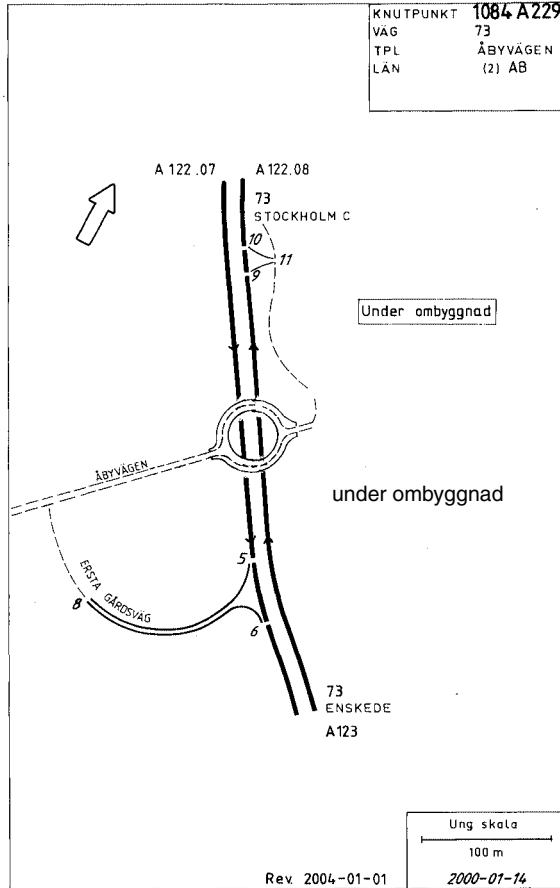 KNUTPUNKT 1084 A229
VÄG 73
TPL ÅBYVÄGEN
LÄN (2) AB
A 122.07 A 122.08
73
STOCKHOLM C
10
11
9
Under ombyggnad
ÅBYVÄGEN
under ombyggnad
5
ERSTA
GÅRDSVÄG
8
6
73
ENSKEDE
A123
Ung skala
100 m
Rev. 2004-01-01 2000-01-14